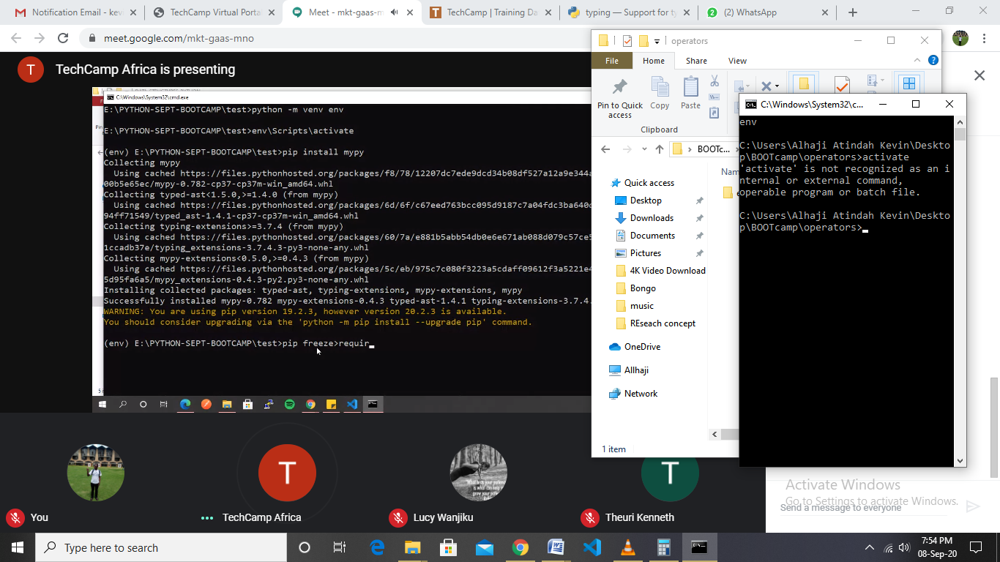 Notification Email - kev
TechCamp Virtual Porta
Meet - mkt-gaas-m
TechCamp | Training Da
typing — Support for ty
(2) WhatsApp
meet.google.com/mkt-gaas-mno
T
TechCamp Africa is presenting
C:\Windows\System32\cmd.exe
E:\PYTHON-SEPT-BOOTCAMP\test>python -m venv env
E:\PYTHON-SEPT-BOOTCAMP\test>env\Scripts\activate
(env) E:\PYTHON-SEPT-BOOTCAMP\test>pip install mypy
Collecting mypy
Using cached https://files.pythonhosted.org/packages/f8/78/12207dc7ede9dcd34b08df527a12a9e344a
00b5e65ec/mypy-0.782-cp37-cp37m-win_amd64.whl
Collecting typed-ast<1.5.0,>=1.4.0 (from mypy)
Using cached https://files.pythonhosted.org/packages/6d/6f/c67eed763bcc095d9187c7a04fdc3ba640d
94ff71549/typed_ast-1.4.1-cp37-cp37m-win_amd64.whl
Collecting typing-extensions>=3.7.4 (from mypy)
Using cached https://files.pythonhosted.org/packages/60/7a/e881b5abb54db0e6e671ab088d079c57ce5
1ccadb37e/typing_extensions-3.7.4.3-py3-none-any.whl
Collecting mypy-extensions<0.5.0,>=0.4.3 (from mypy)
Using cached https://files.pythonhosted.org/packages/5c/eb/975c7c080f3223a5cdaff09612f3a5221e4
5d95fa6a5/mypy_extensions-0.4.3-py2.py3-none-any.whl
Installing collected packages: typed-ast, typing-extensions, mypy-extensions, mypy
Successfully installed mypy-0.782 mypy-extensions-0.4.3 typed-ast-1.4.1 typing-extensions-3.7.4.
WARNING: You are using pip version 19.2.3, however version 20.2.3 is available.
You should consider upgrading via the 'python -m pip install --upgrade pip' command.
(env) E:\PYTHON-SEPT-BOOTCAMP\test>pip freeze>requir
operators
File
Home
Share
View
Pin to Quick
access
Copy
Paste
Clipboard
BOOTc...
Nam
Quick access
Desktop
Downloads
Documents
Pictures
4K Video Download
Bongo
music
REseach concept
OneDrive
Allhaji
Network
1 item
C:\Windows\System32\c...
env
C:\Users\Alhaji Atindah Kevin\Deskto
p\BOOTcamp\operators>activate
'activate' is not recognized as an i
nternal or external command,
operable program or batch file.
C:\Users\Alhaji Atindah Kevin\Deskto
p\BOOTcamp\operators>
You
T
TechCamp Africa
Lucy Wanjiku
T
Theuri Kenneth
Activate Windows
Go to Settings to activate Windows.
Send a message to everyone
Type here to search
7:54 PM
08-Sep-20